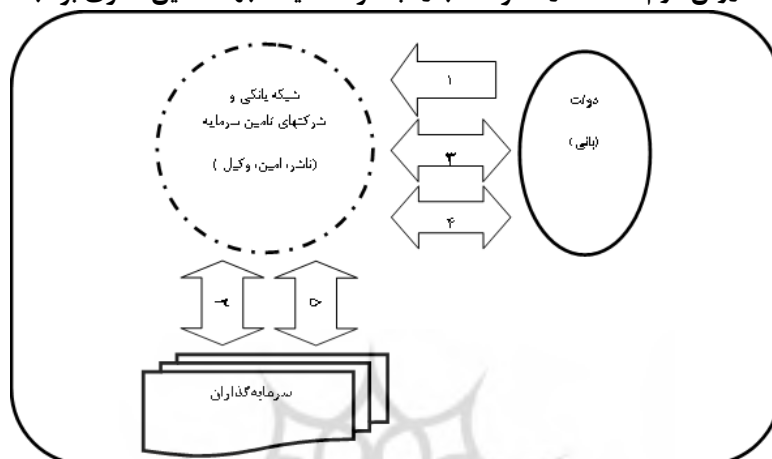 دولت
(بانی)
۱
۳
۴
شبکه بانکی و
شرکتهای تامین سرمایه
(ناشر، امین، وکیل )
۲
۵
سرمایه‌گذاران